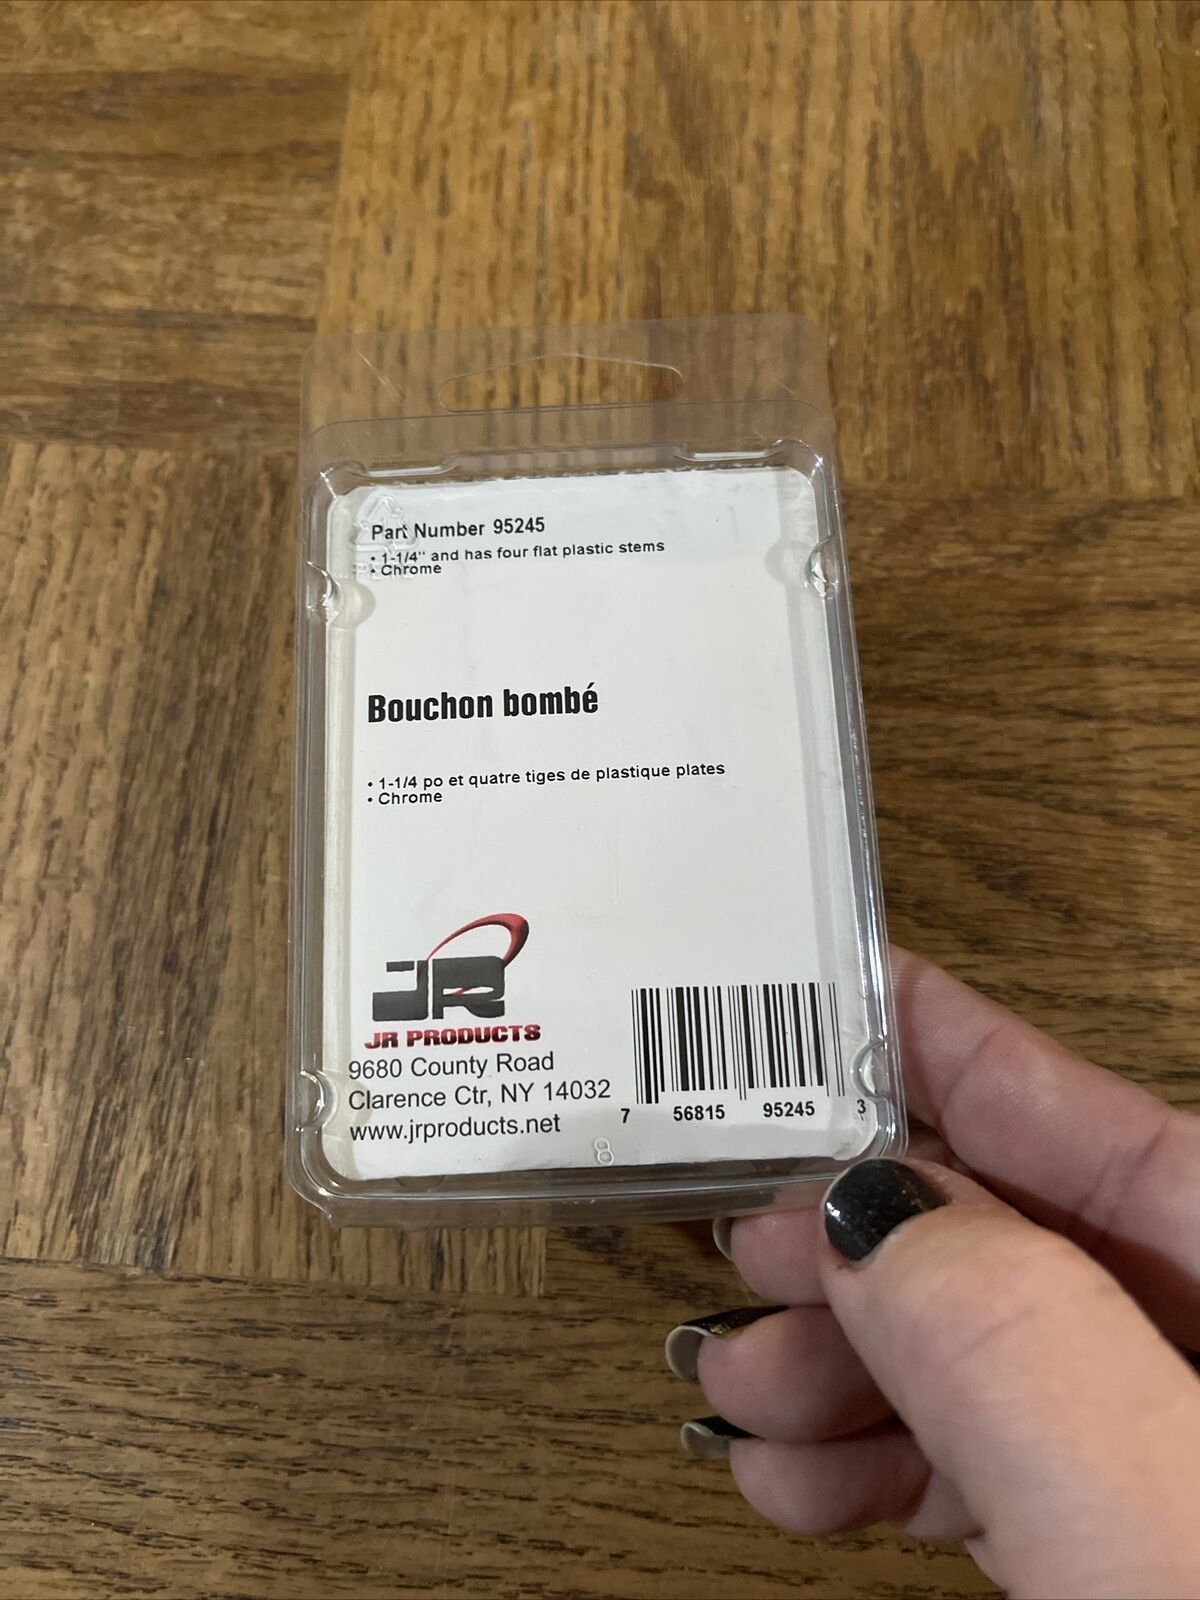 Part Number 95245
• 1-1/4" and has four flat plastic stems
• Chrome
Bouchon bombé
• 1-1/4 po et quatre tiges de plastique plates
• Chrome
JR
JR PRODUCTS
9680 County Road
Clarence Ctr, NY 14032
www.jrproducts.net
7 56815 95245 3
8